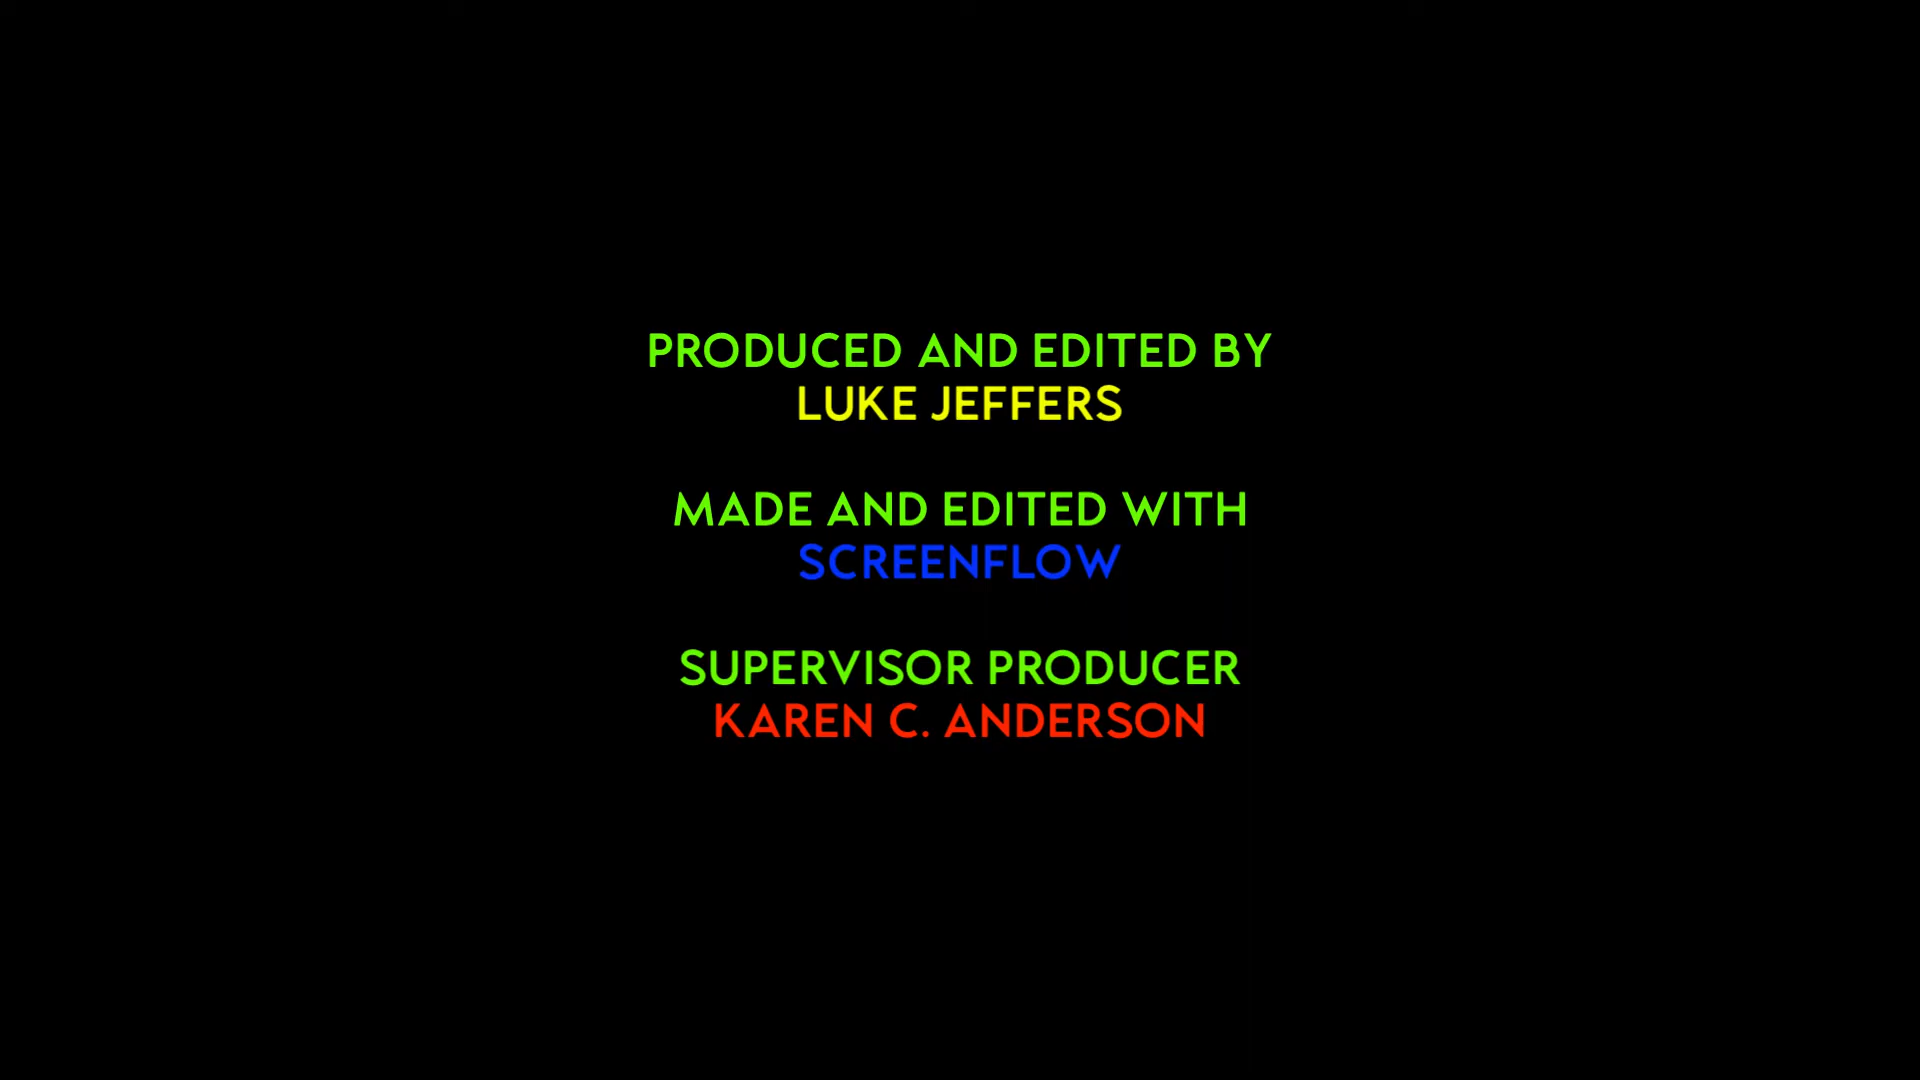 PRODUCED AND EDITED BY
LUKE JEFFERS
MADE AND EDITED WITH
SCREENFLOW
SUPERVISOR PRODUCER
KAREN C. ANDERSON